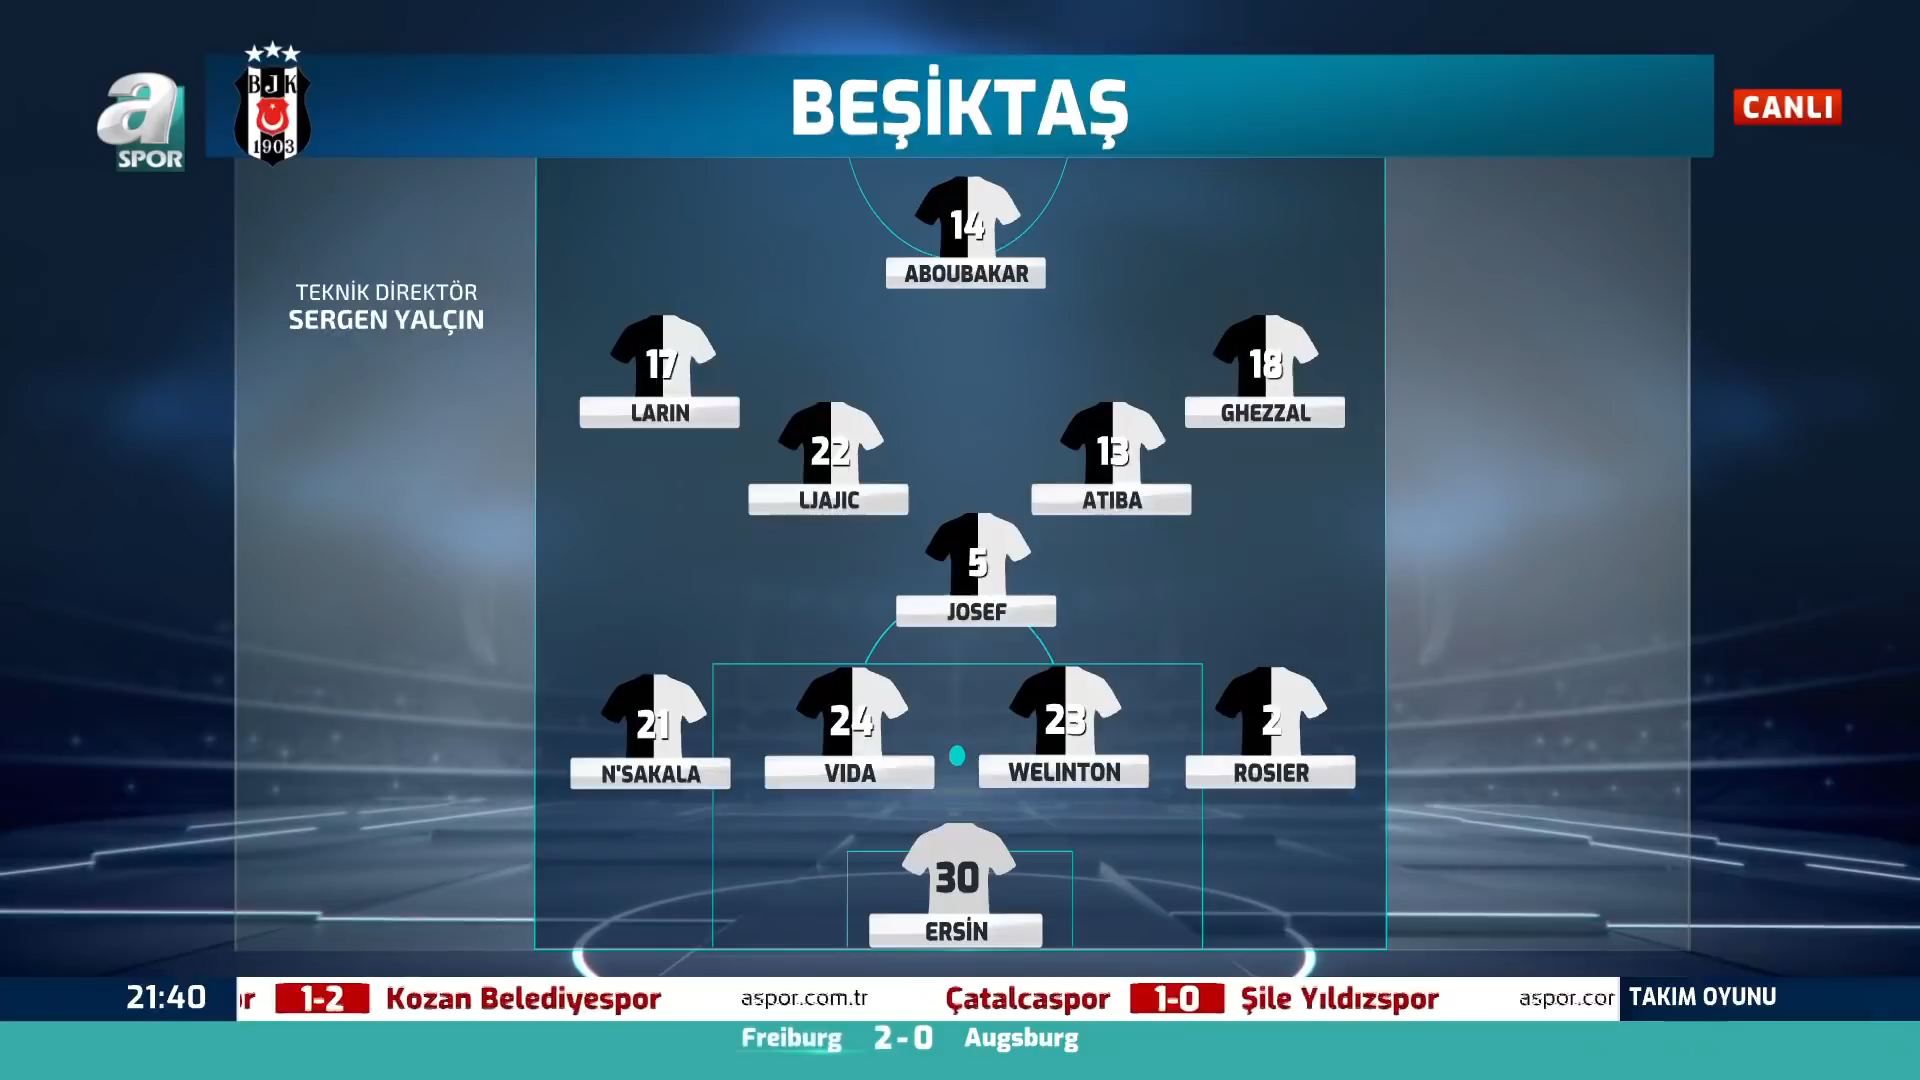 BJK
1903
a
SPOR
BEŞİKTAŞ
CANLI
TEKNİK DİREKTÖR
SERGEN YALÇIN
14
ABOUBAKAR
17
LARIN
18
GHEZZAL
22
LJAJIC
13
ATIBA
5
JOSEF
21
N'SAKALA
24
VIDA
23
WELINTON
2
ROSIER
30
ERSİN
21:40 1-2 Kozan Belediyespor aspor.com.tr Çatalcaspor 1-0 Şile Yıldızspor aspor.cor TAKIM OYUNU
Freiburg 2-0 Augsburg